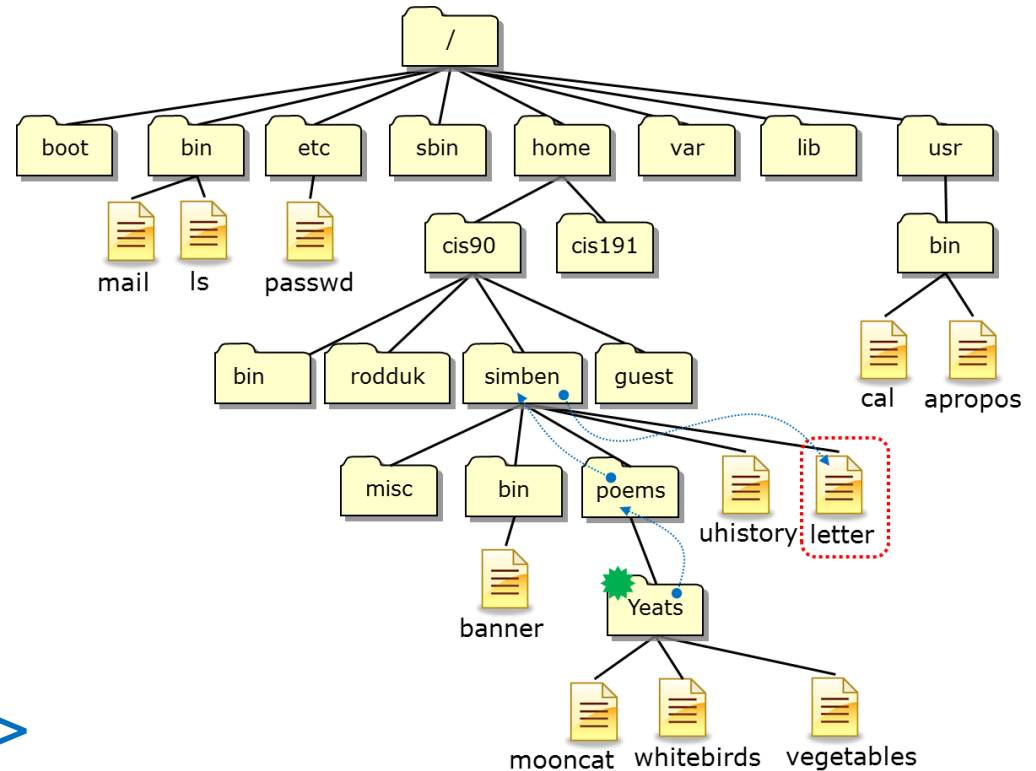 /
boot bin etc sbin home var lib usr
cis90 cis191 bin
mail ls passwd
bin rodduk simben guest
cal apropos
misc bin poems
uhistory letter
Yeats
banner
mooncat whitebirds vegetables
>